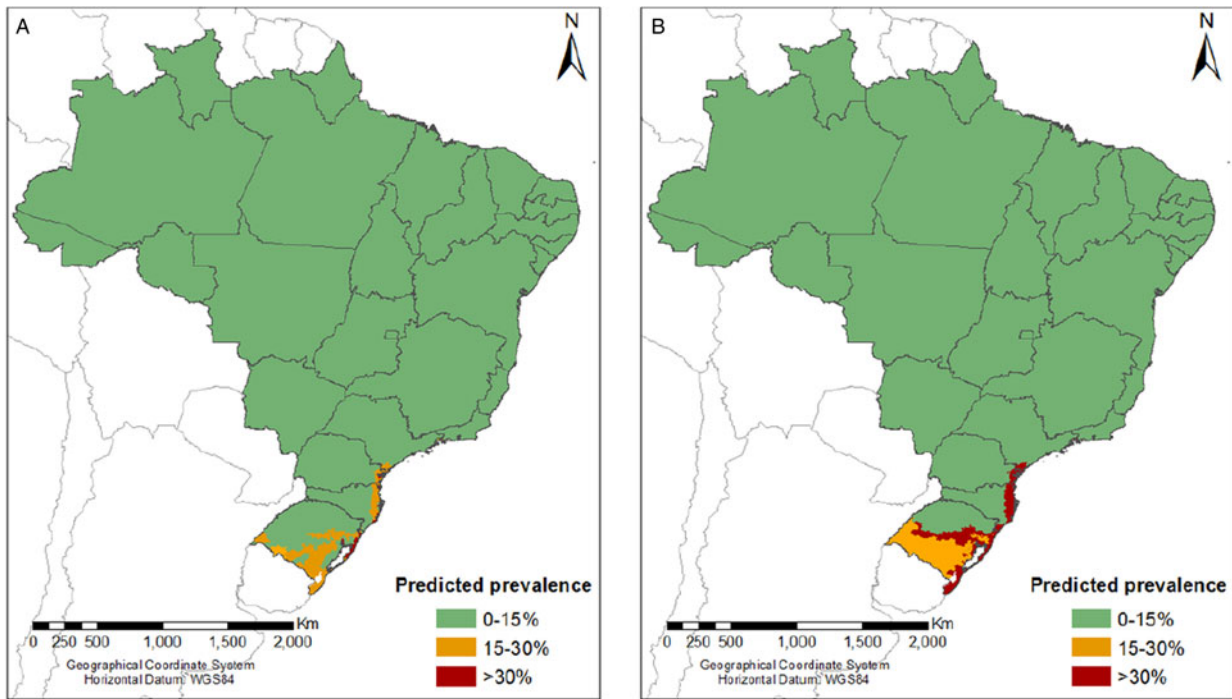 A
N
Predicted prevalence
0-15%
15-30%
>30%
Km
0 250 500 1,000 1,500 2,000
Geographical Coordinate System
Horizontal Datum: WGS84
B
N
Predicted prevalence
0-15%
15-30%
>30%
Km
0 250 500 1,000 1,500 2,000
Geographical Coordinate System
Horizontal Datum: WGS84